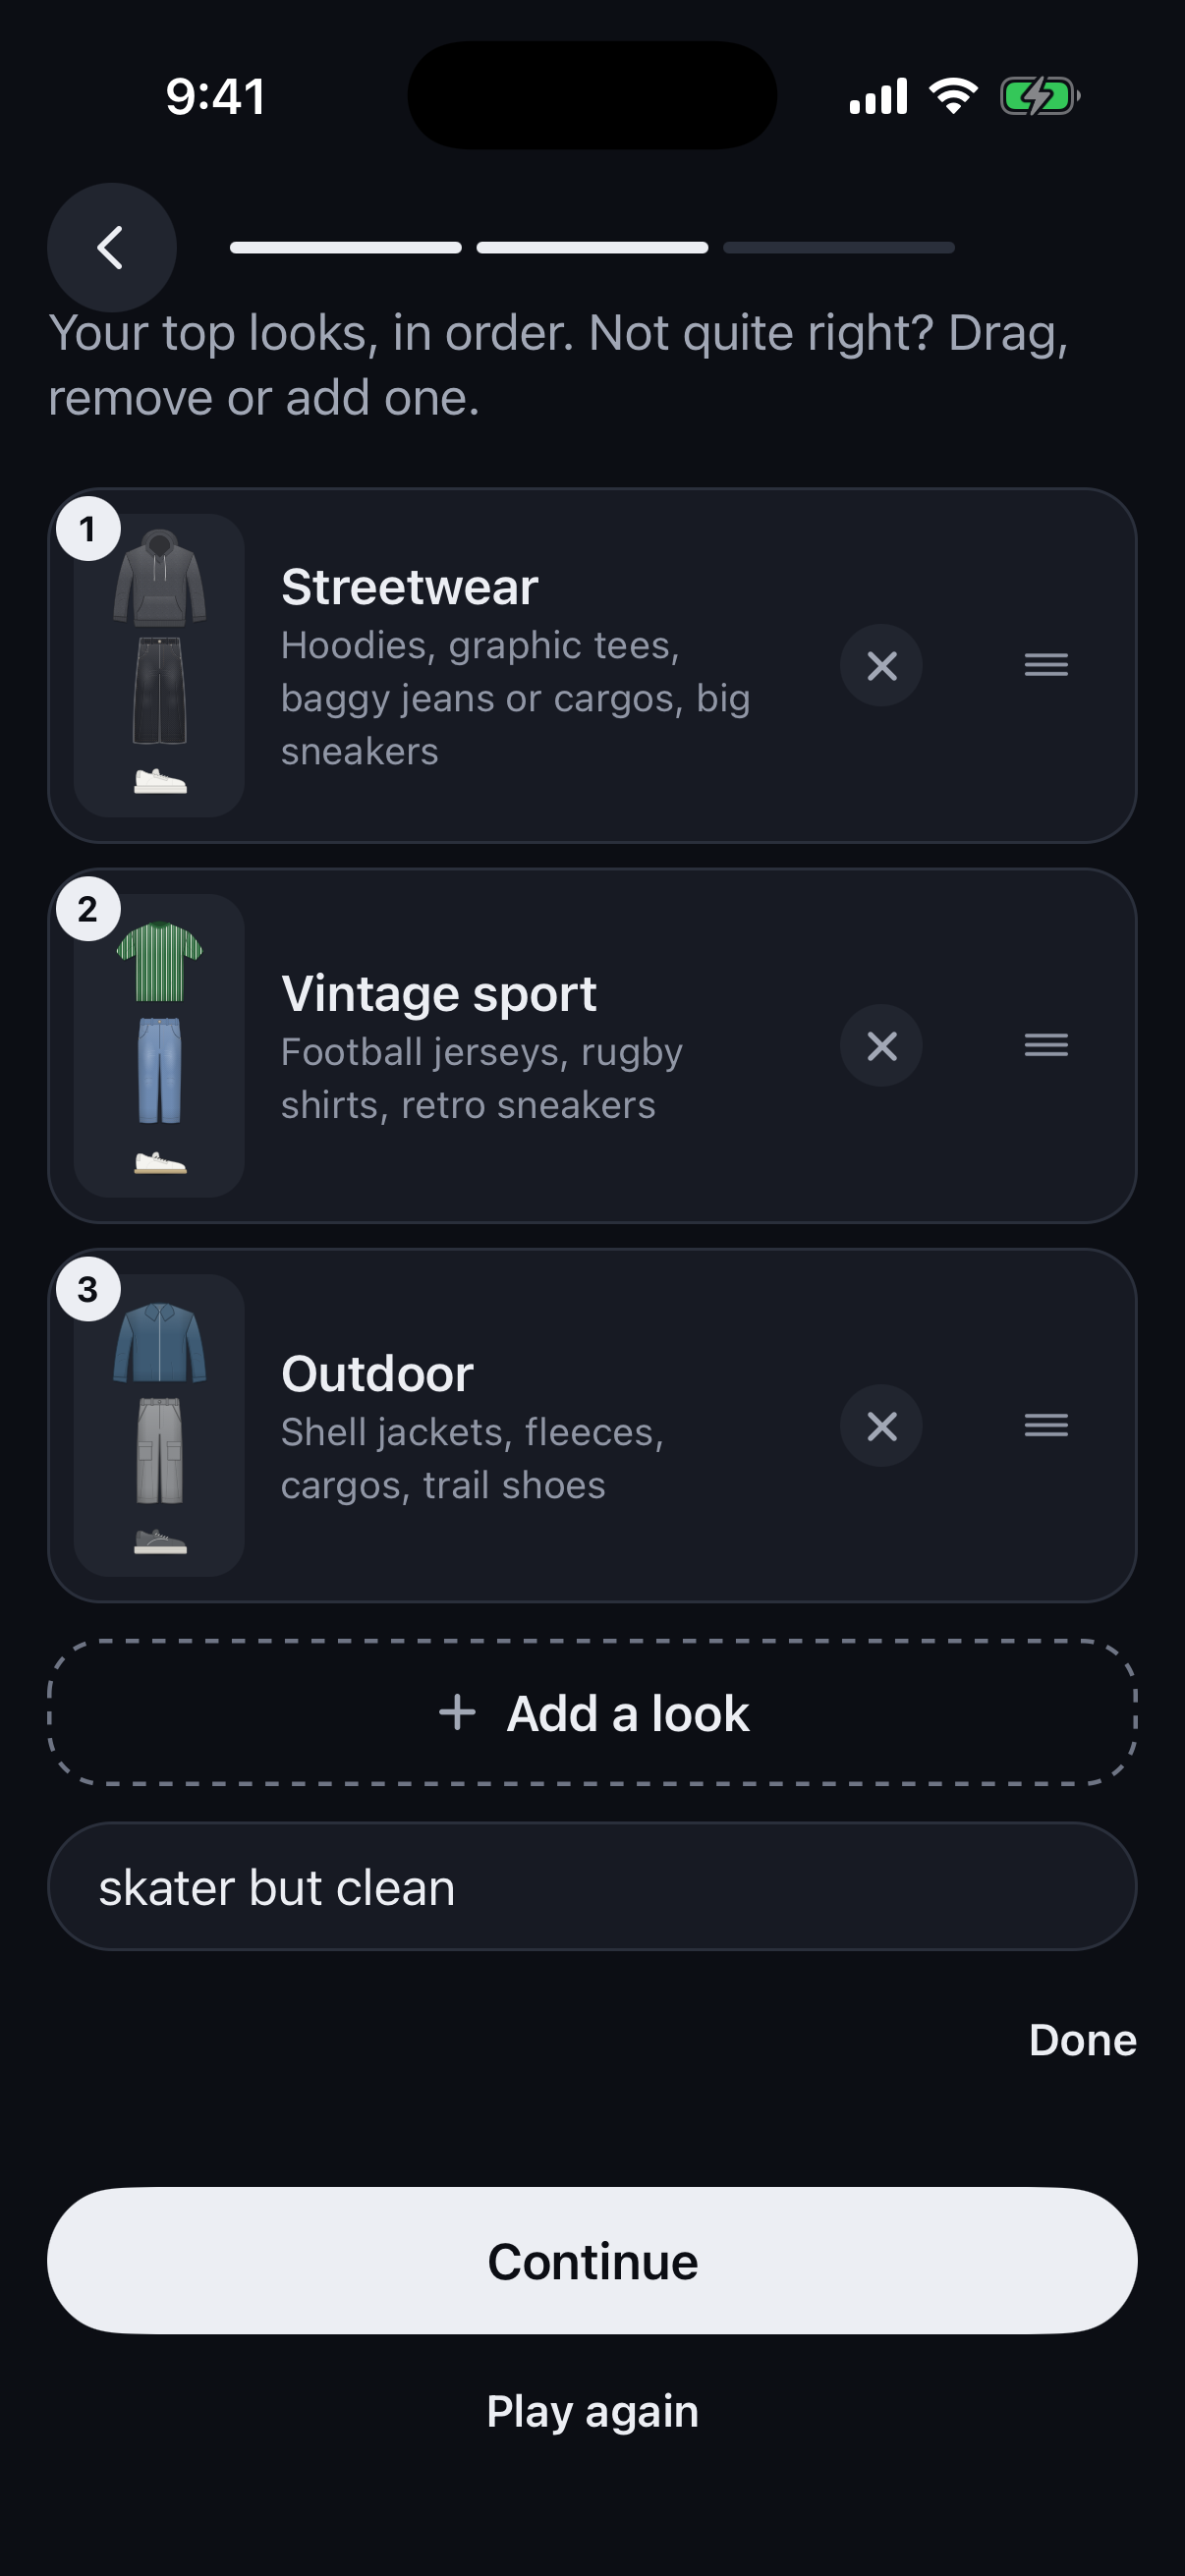 9:41
Your top looks, in order. Not quite right? Drag,
remove or add one.
1
Streetwear
Hoodies, graphic tees,
baggy jeans or cargos, big
sneakers
2
Vintage sport
Football jerseys, rugby
shirts, retro sneakers
3
Outdoor
Shell jackets, fleeces,
cargos, trail shoes
+ Add a look
skater but clean
Done
Continue
Play again